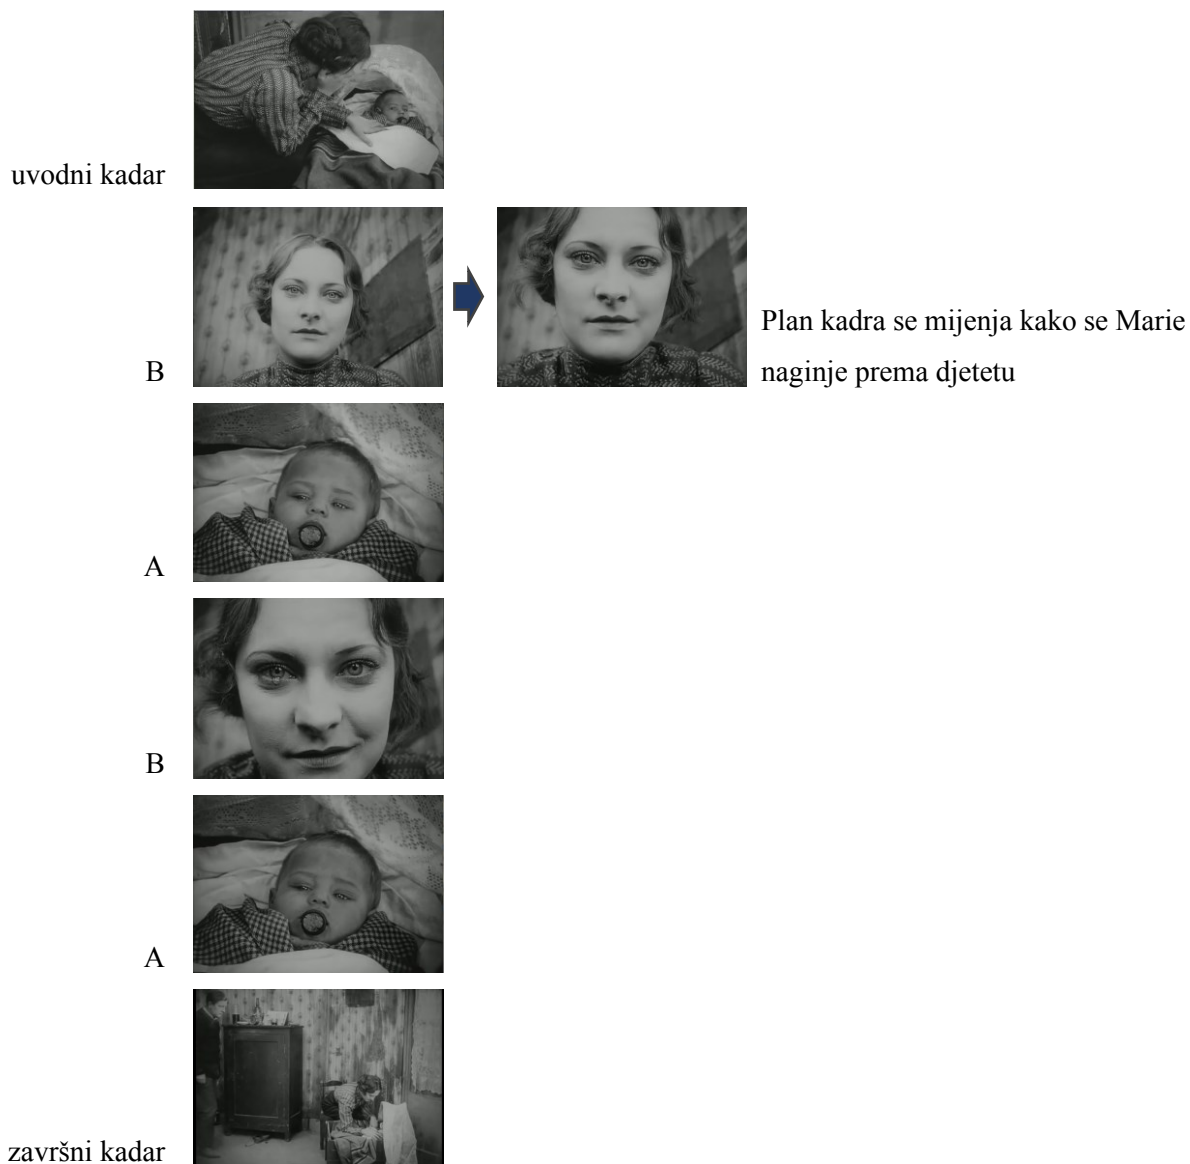 uvodni kadar
B
Plan kadra se mijenja kako se Marie
naginje prema djetetu
A
B
A
završni kadar